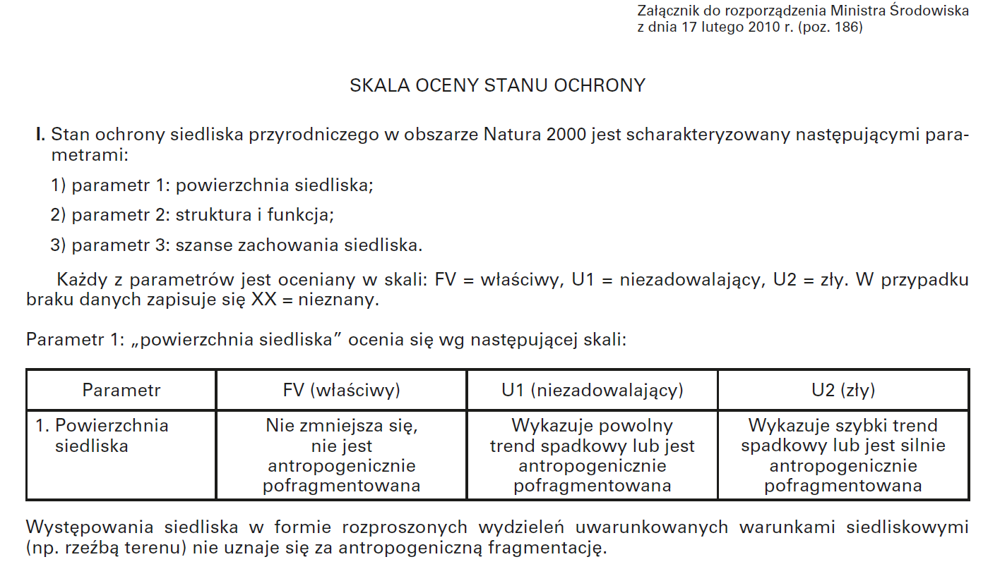 Załącznik do rozporządzenia Ministra Środowiska
z dnia 17 lutego 2010 r. (poz. 186)
SKALA OCENY STANU OCHRONY
I. Stan ochrony siedliska przyrodniczego w obszarze Natura 2000 jest scharakteryzowany następującymi para-
metrami:
1) parametr 1: powierzchnia siedliska;
2) parametr 2: struktura i funkcja;
3) parametr 3: szanse zachowania siedliska.
Każdy z parametrów jest oceniany w skali: FV = właściwy, U1 = niezadowalający, U2 = zły. W przypadku
braku danych zapisuje się XX = nieznany.
Parametr 1: „powierzchnia siedliska” ocenia się wg następującej skali:
Parametr FV (właściwy) U1 (niezadowalający) U2 (zły)
1. Powierzchnia Nie zmniejsza się, Wykazuje powolny Wykazuje szybki trend
siedliska nie jest trend spadkowy lub jest spadkowy lub jest silnie
antropogenicznie antropogenicznie antropogenicznie
pofragmentowana pofragmentowana pofragmentowana
Występowania siedliska w formie rozproszonych wydzieleń uwarunkowanych warunkami siedliskowymi
(np. rzeźbą terenu) nie uznaje się za antropogeniczną fragmentację.